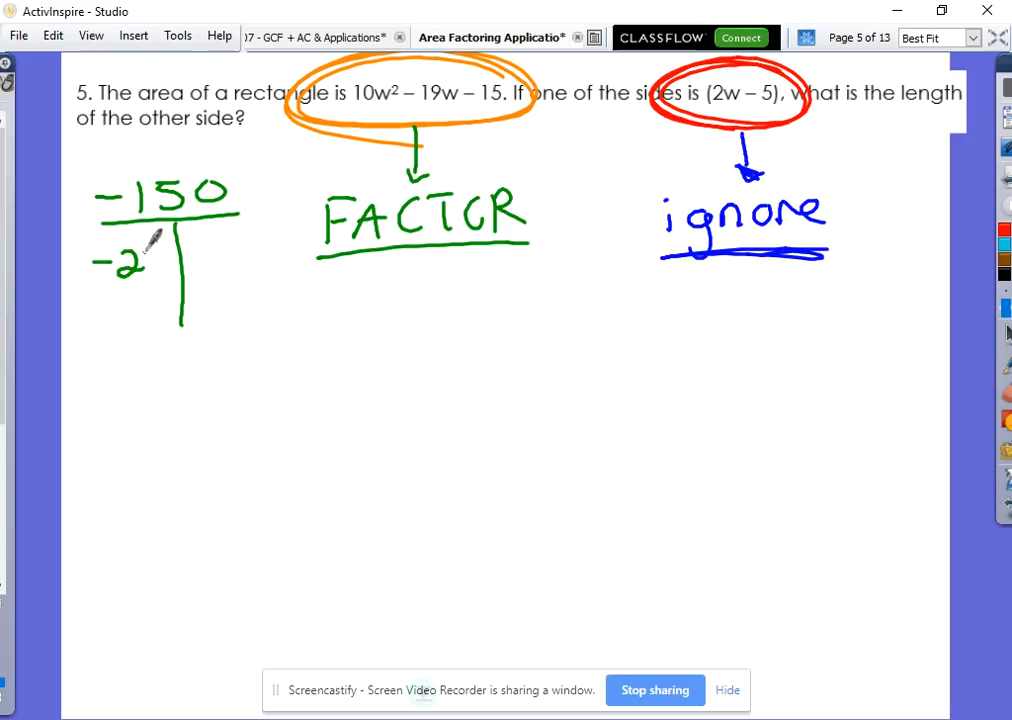 ActivInspire - Studio
File Edit View Insert Tools Help
07 - GCF + AC & Applications*
Area Factoring Applicatio*
CLASSFLOW Connect
Page 5 of 13
Best Fit
5. The area of a rectangle is 10w² – 19w – 15. If one of the sides is (2w – 5), what is the length
of the other side?
-150
FACTOR
ignore
-2
Screencastify - Screen Video Recorder is sharing a window.
Stop sharing
Hide